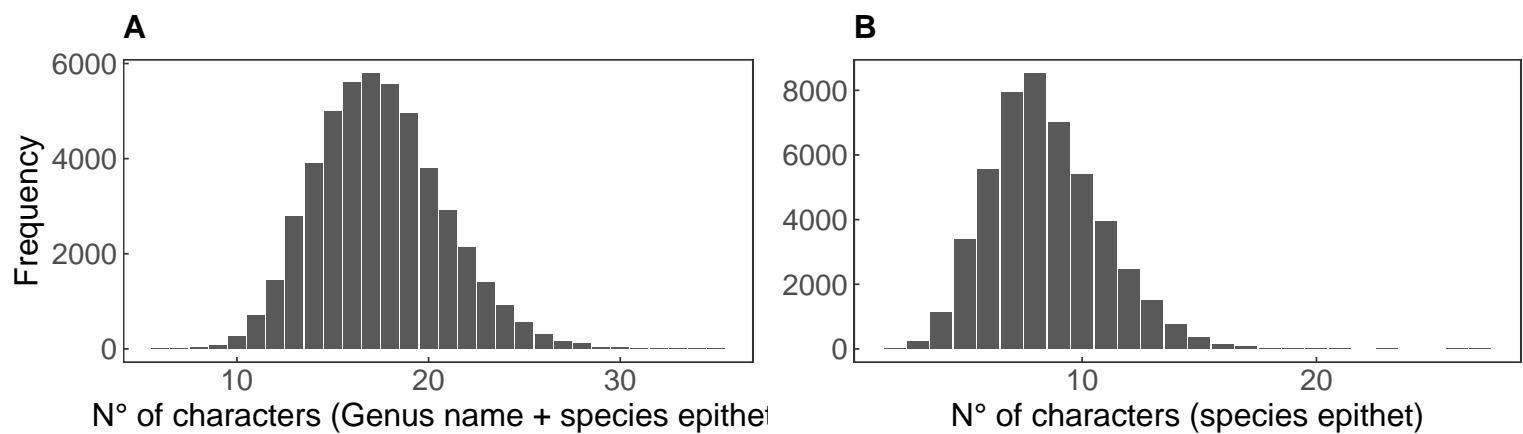 A
Frequency
6000
4000
2000
0
10 20 30
N° of characters (Genus name + species epithet
B
8000
6000
4000
2000
0
10 20
N° of characters (species epithet)